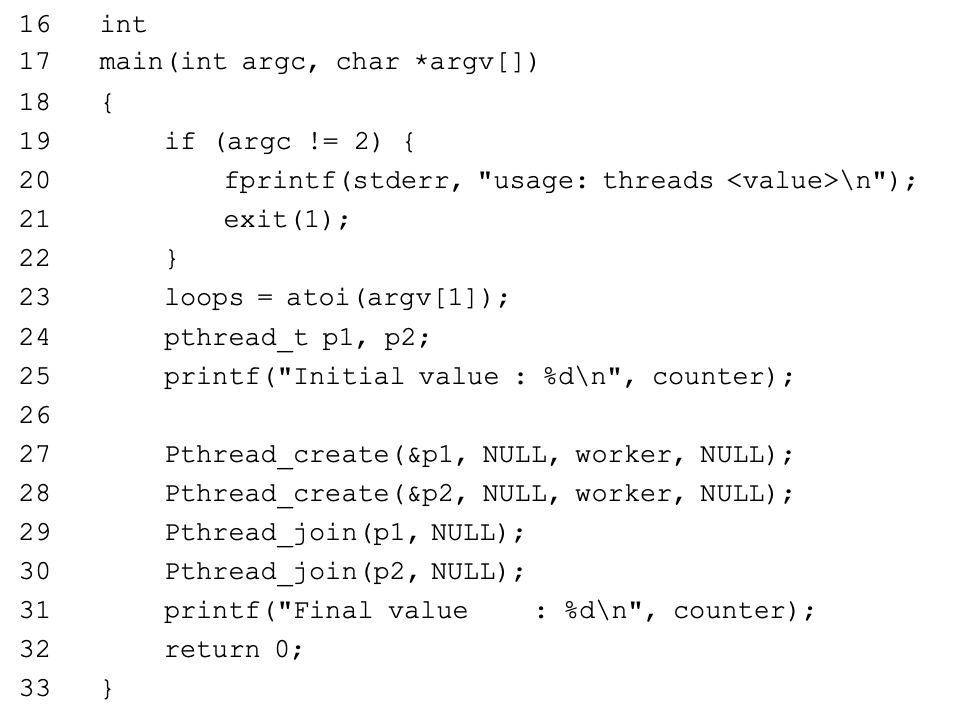 16 int
17 main(int argc, char *argv[])
18 {
19 if (argc != 2) {
20 fprintf(stderr, "usage: threads <value>\n");
21 exit(1);
22 }
23 loops = atoi(argv[1]);
24 pthread_t p1, p2;
25 printf("Initial value : %d\n", counter);
26
27 Pthread_create(&p1, NULL, worker, NULL);
28 Pthread_create(&p2, NULL, worker, NULL);
29 Pthread_join(p1, NULL);
30 Pthread_join(p2, NULL);
31 printf("Final value : %d\n", counter);
32 return 0;
33 }